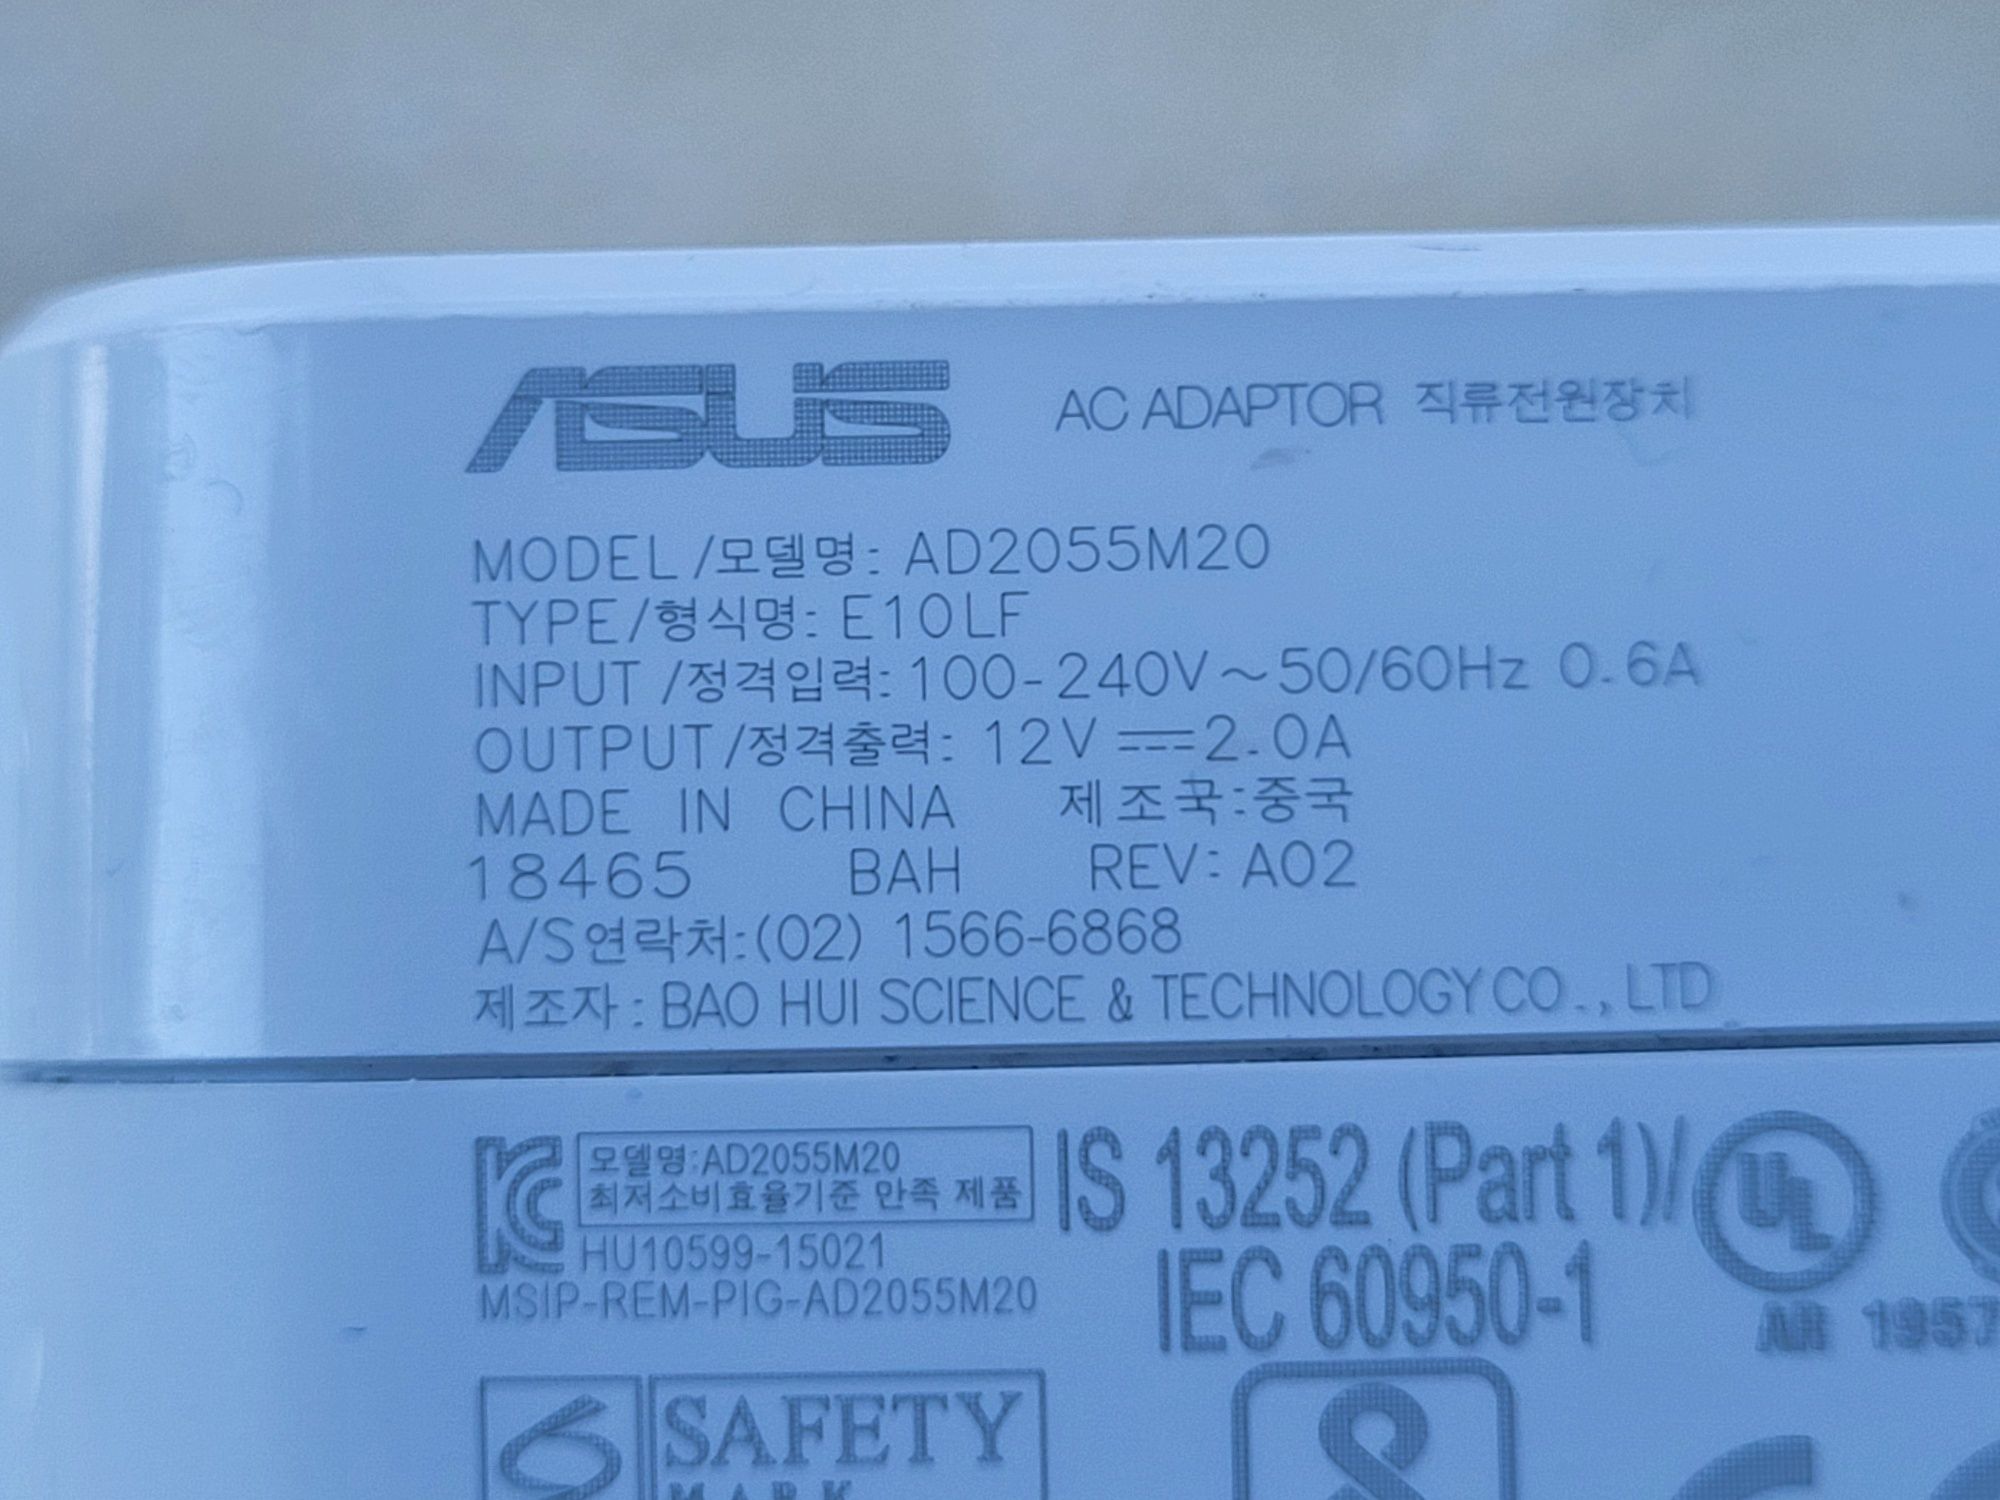 ASUS AC ADAPTOR 직류전원장치
MODEL/모델명: AD2055M20
TYPE/형식명: E10LF
INPUT/정격입력: 100-240V~50/60Hz 0.6A
OUTPUT/정격출력: 12V⎓2.0A
MADE IN CHINA 제조국:중국
18465 BAH REV: A02
A/S연락처:(02) 1566-6868
제조자: BAO HUI SCIENCE & TECHNOLOGY CO., LTD
모델명:AD2055M20
최저소비효율기준 만족 제품
HU10599-15021
MSIP-REM-PIG-AD2055M20
IS 13252 (Part 1)/
IEC 60950-1
UL
SAFETY
MARK